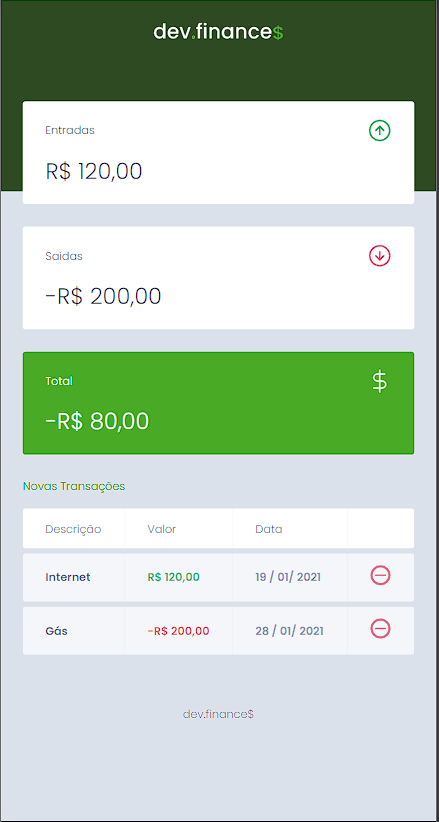 dev.finance$
Entradas
R$ 120,00
Saídas
-R$ 200,00
Total
$
-R$ 80,00
Novas Transações
Descrição Valor Data
Internet R$ 120,00 19 / 01/ 2021
Gás -R$ 200,00 28 / 01/ 2021
dev.finance$